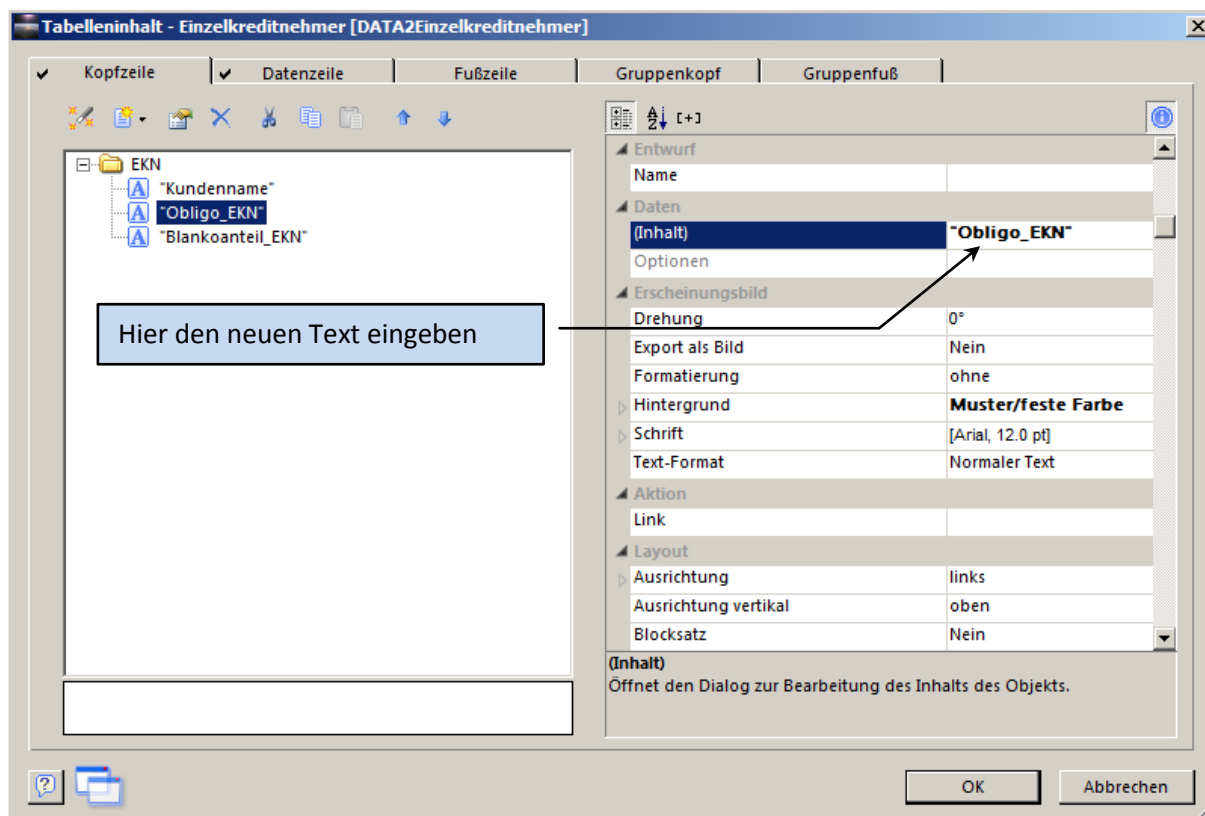 Tabelleninhalt - Einzelkreditnehmer [DATA2Einzelkreditnehmer]
Kopfzeile Datenzeile Fußzeile Gruppenkopf Gruppenfuß
A Z [+]
EKN
A "Kundenname"
A "Obligo_EKN"
A "Blankoanteil_EKN"
Hier den neuen Text eingeben
Entwurf
Name
Daten
(Inhalt) "Obligo_EKN"
Optionen
Erscheinungsbild
Drehung 0°
Export als Bild Nein
Formatierung ohne
Hintergrund Muster/feste Farbe
Schrift [Arial, 12.0 pt]
Text-Format Normaler Text
Aktion
Link
Layout
Ausrichtung links
Ausrichtung vertikal oben
Blocksatz Nein
(Inhalt)
Öffnet den Dialog zur Bearbeitung des Inhalts des Objekts.
OK Abbrechen